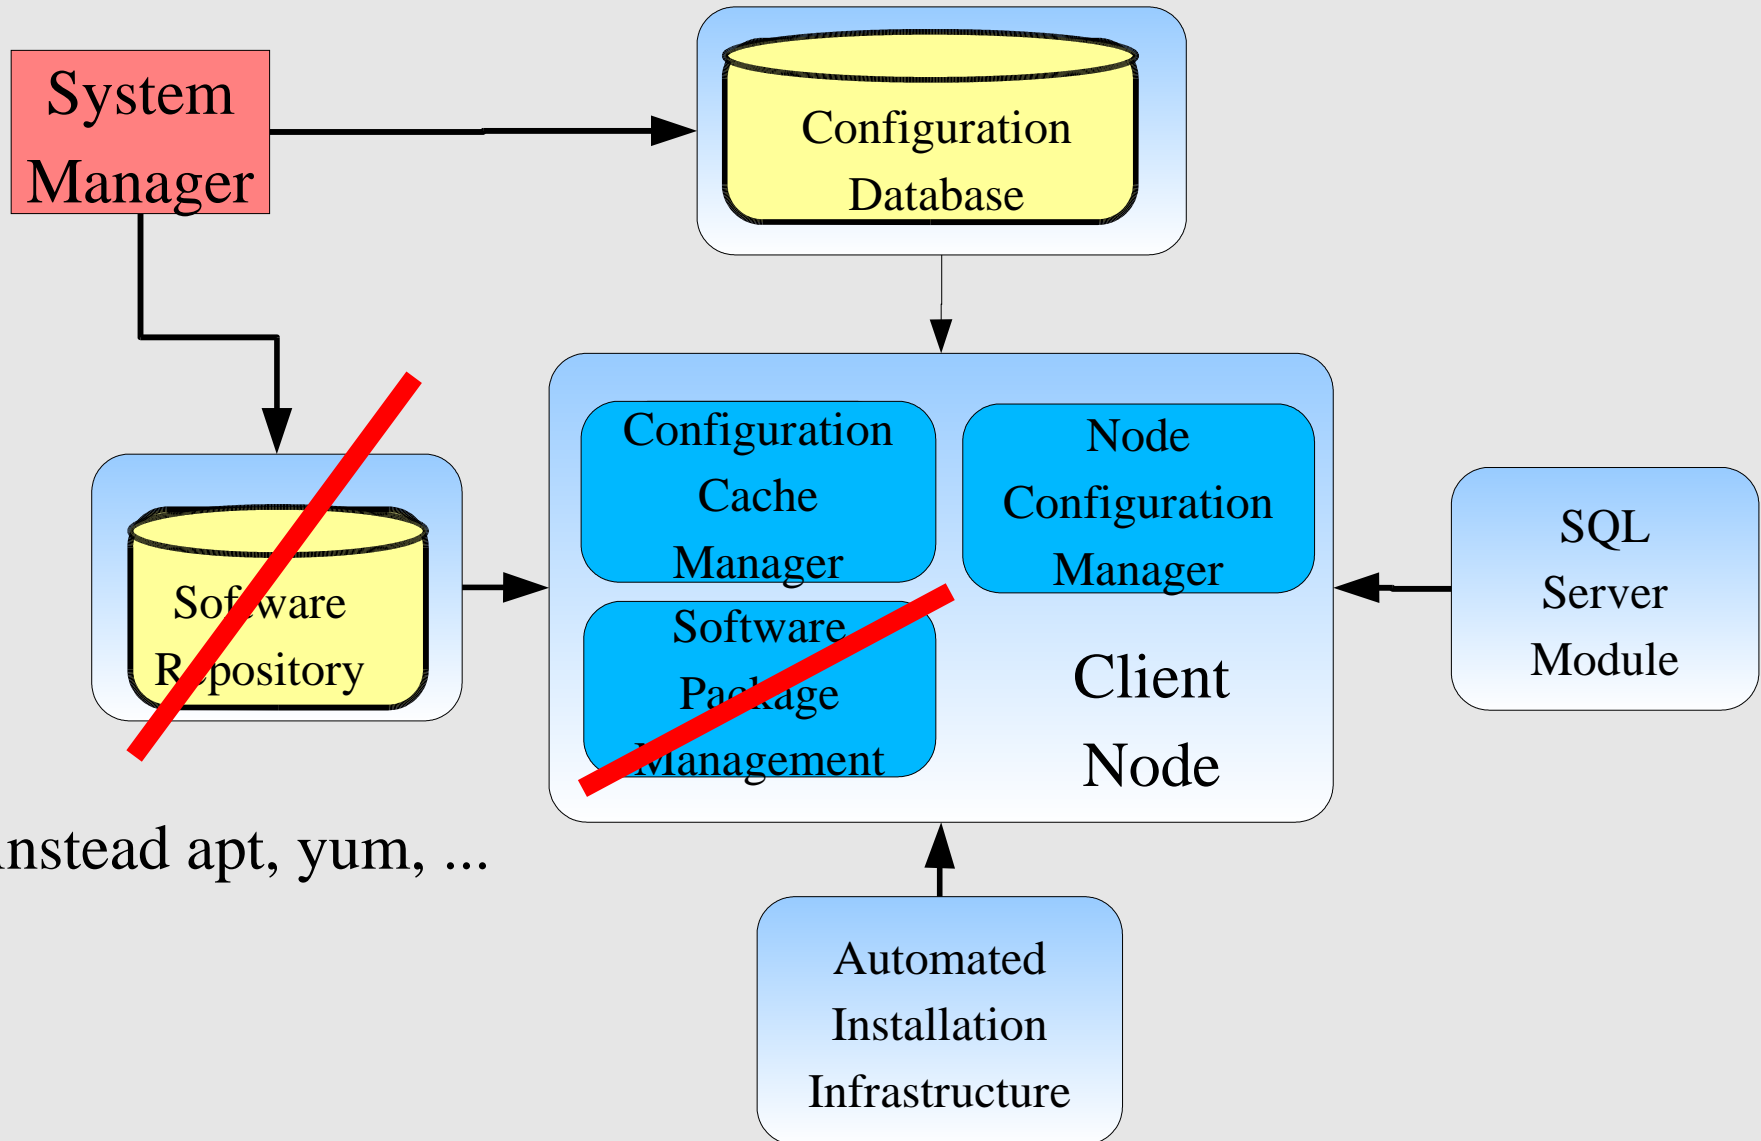 System
Manager
Configuration
Database
Configuration
Cache
Manager
Node
Configuration
Manager
Software
Repository
Software
Package
Management
Client
Node
SQL
Server
Module
instead apt, yum, ...
Automated
Installation
Infrastructure